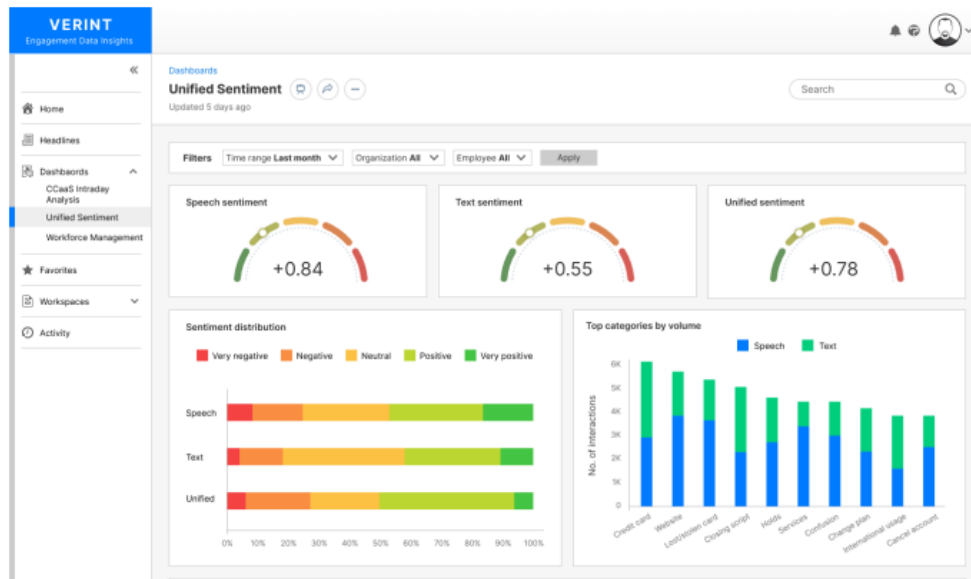 VERINT
Engagement Data Insights
Home
Headlines
Dashbaords
CCaaS Intraday
Analysis
Unified Sentiment
Workforce Management
Favorites
Workspaces
Activity
Dashboards
Unified Sentiment
Updated 5 days ago
Search
Filters Time range Last month Organization All Employee All Apply
Speech sentiment
+0.84
Text sentiment
+0.55
Unified sentiment
+0.78
Sentiment distribution
Very negative Negative Neutral Positive Very positive
Speech
Text
Unified
0% 10% 20% 30% 40% 50% 60% 70% 80% 90% 100%
Top categories by volume
Speech Text
No. of interactions
6K
5K
4K
3K
2K
1K
0
Credit card
Website
Lost/stolen card
Closing script
Holds
Services
Confusion
Change plan
International usage
Cancel account